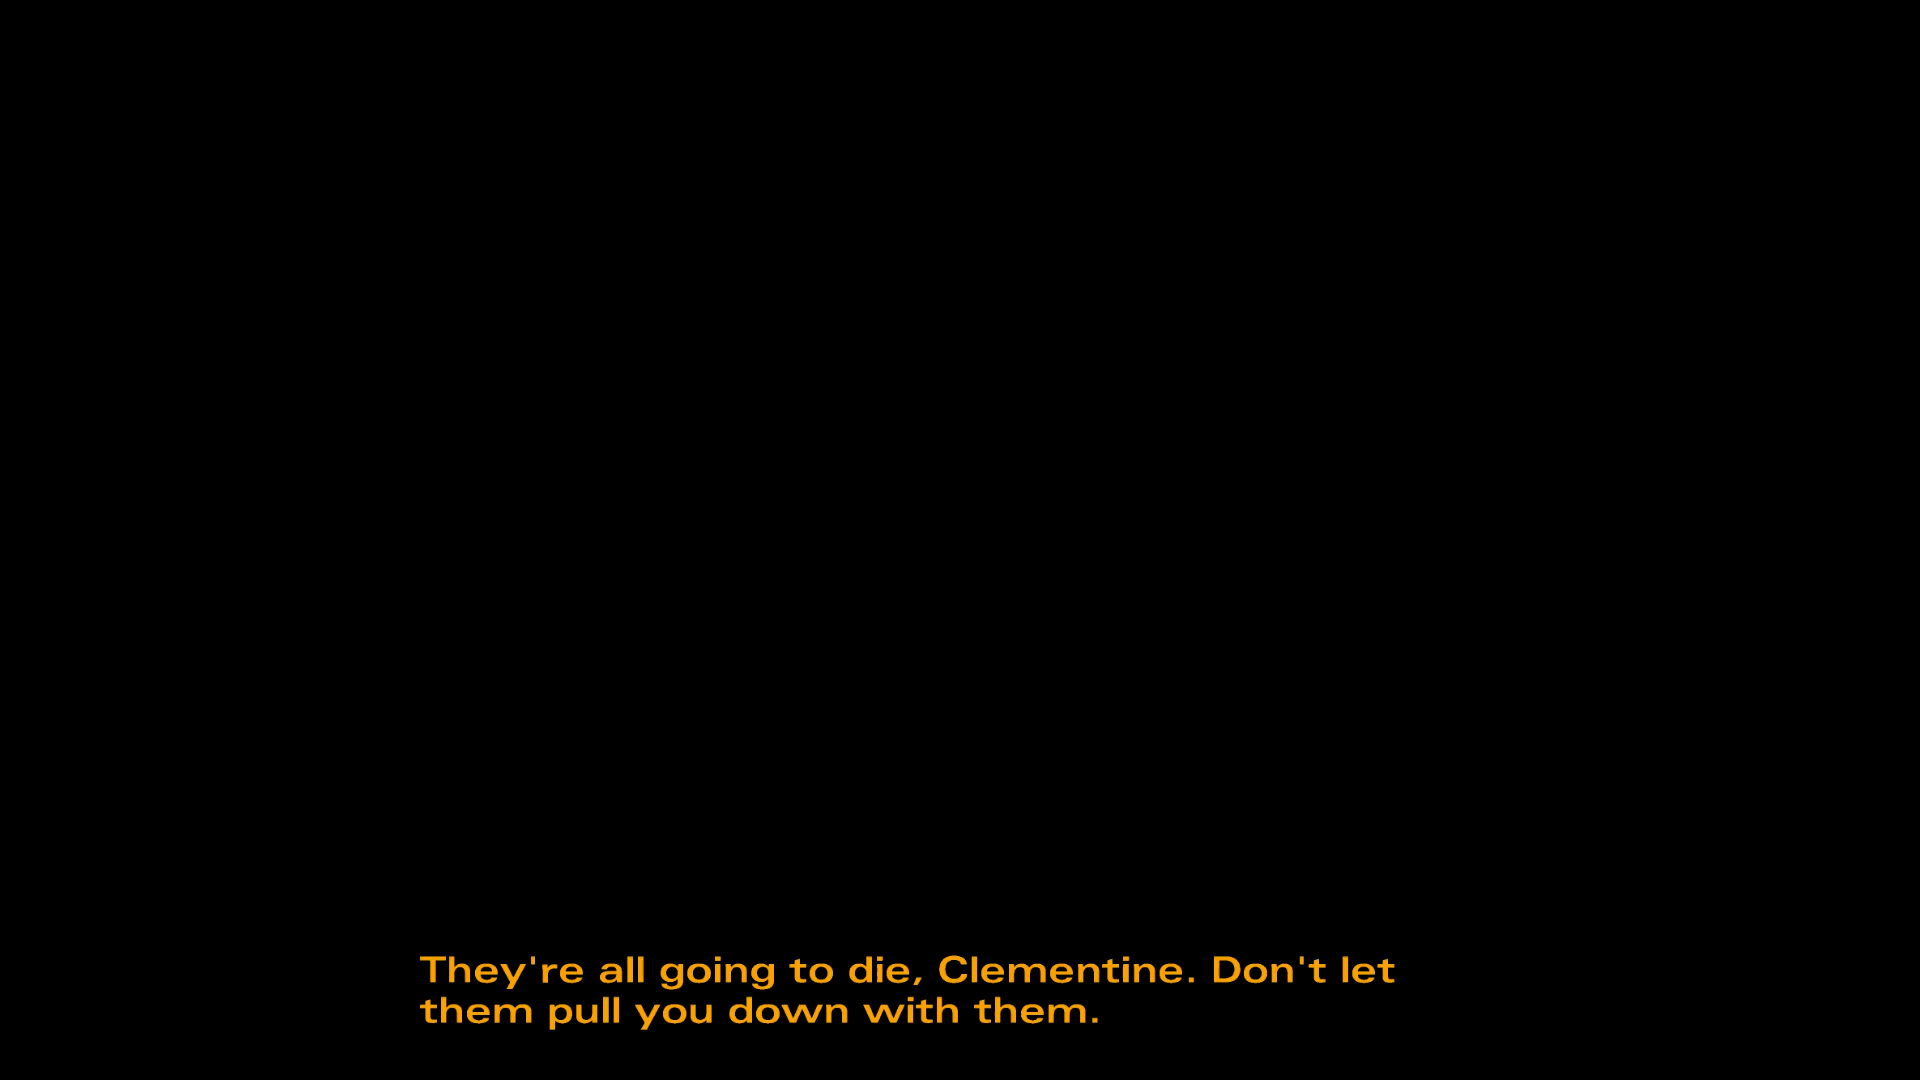 They're all going to die, Clementine. Don't let
them pull you down with them.